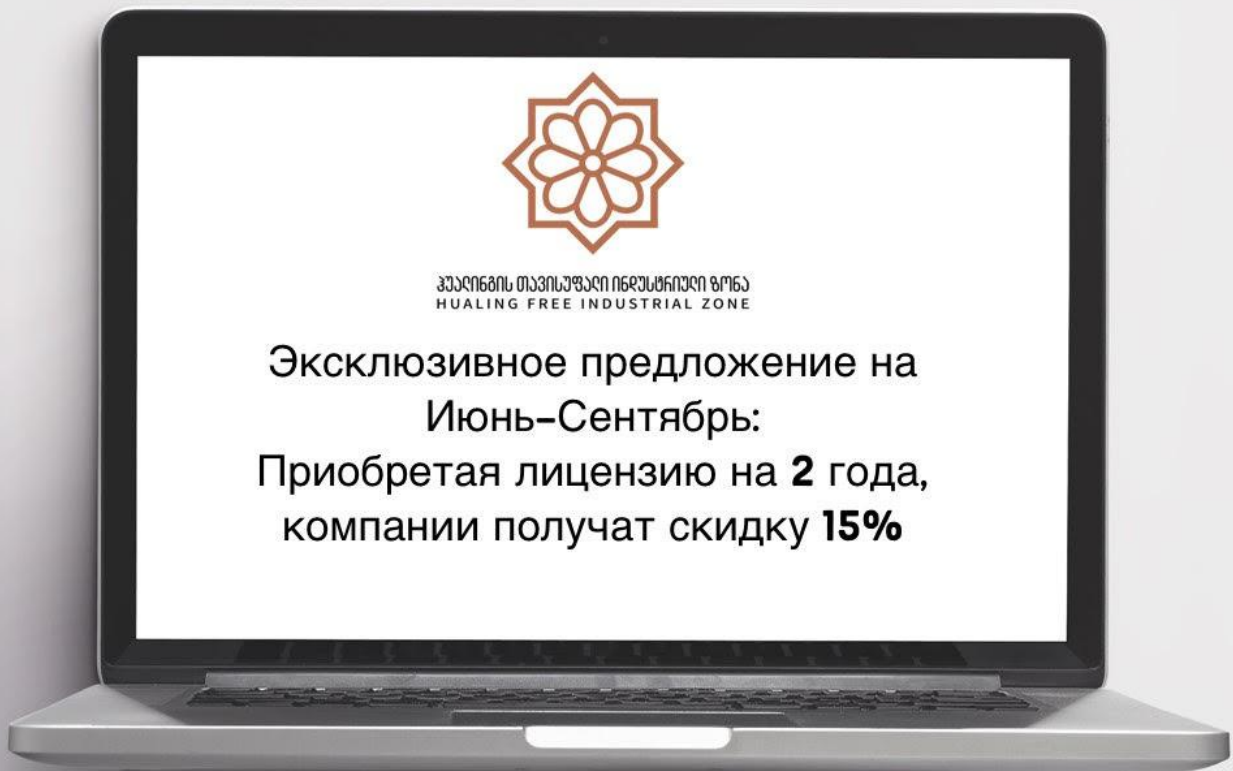 ჰუალინგის თავისუფალი ინდუსტრიული ზონა
HUALING FREE INDUSTRIAL ZONE
Эксклюзивное предложение на
Июнь-Сентябрь:
Приобретая лицензию на 2 года,
компании получат скидку 15%